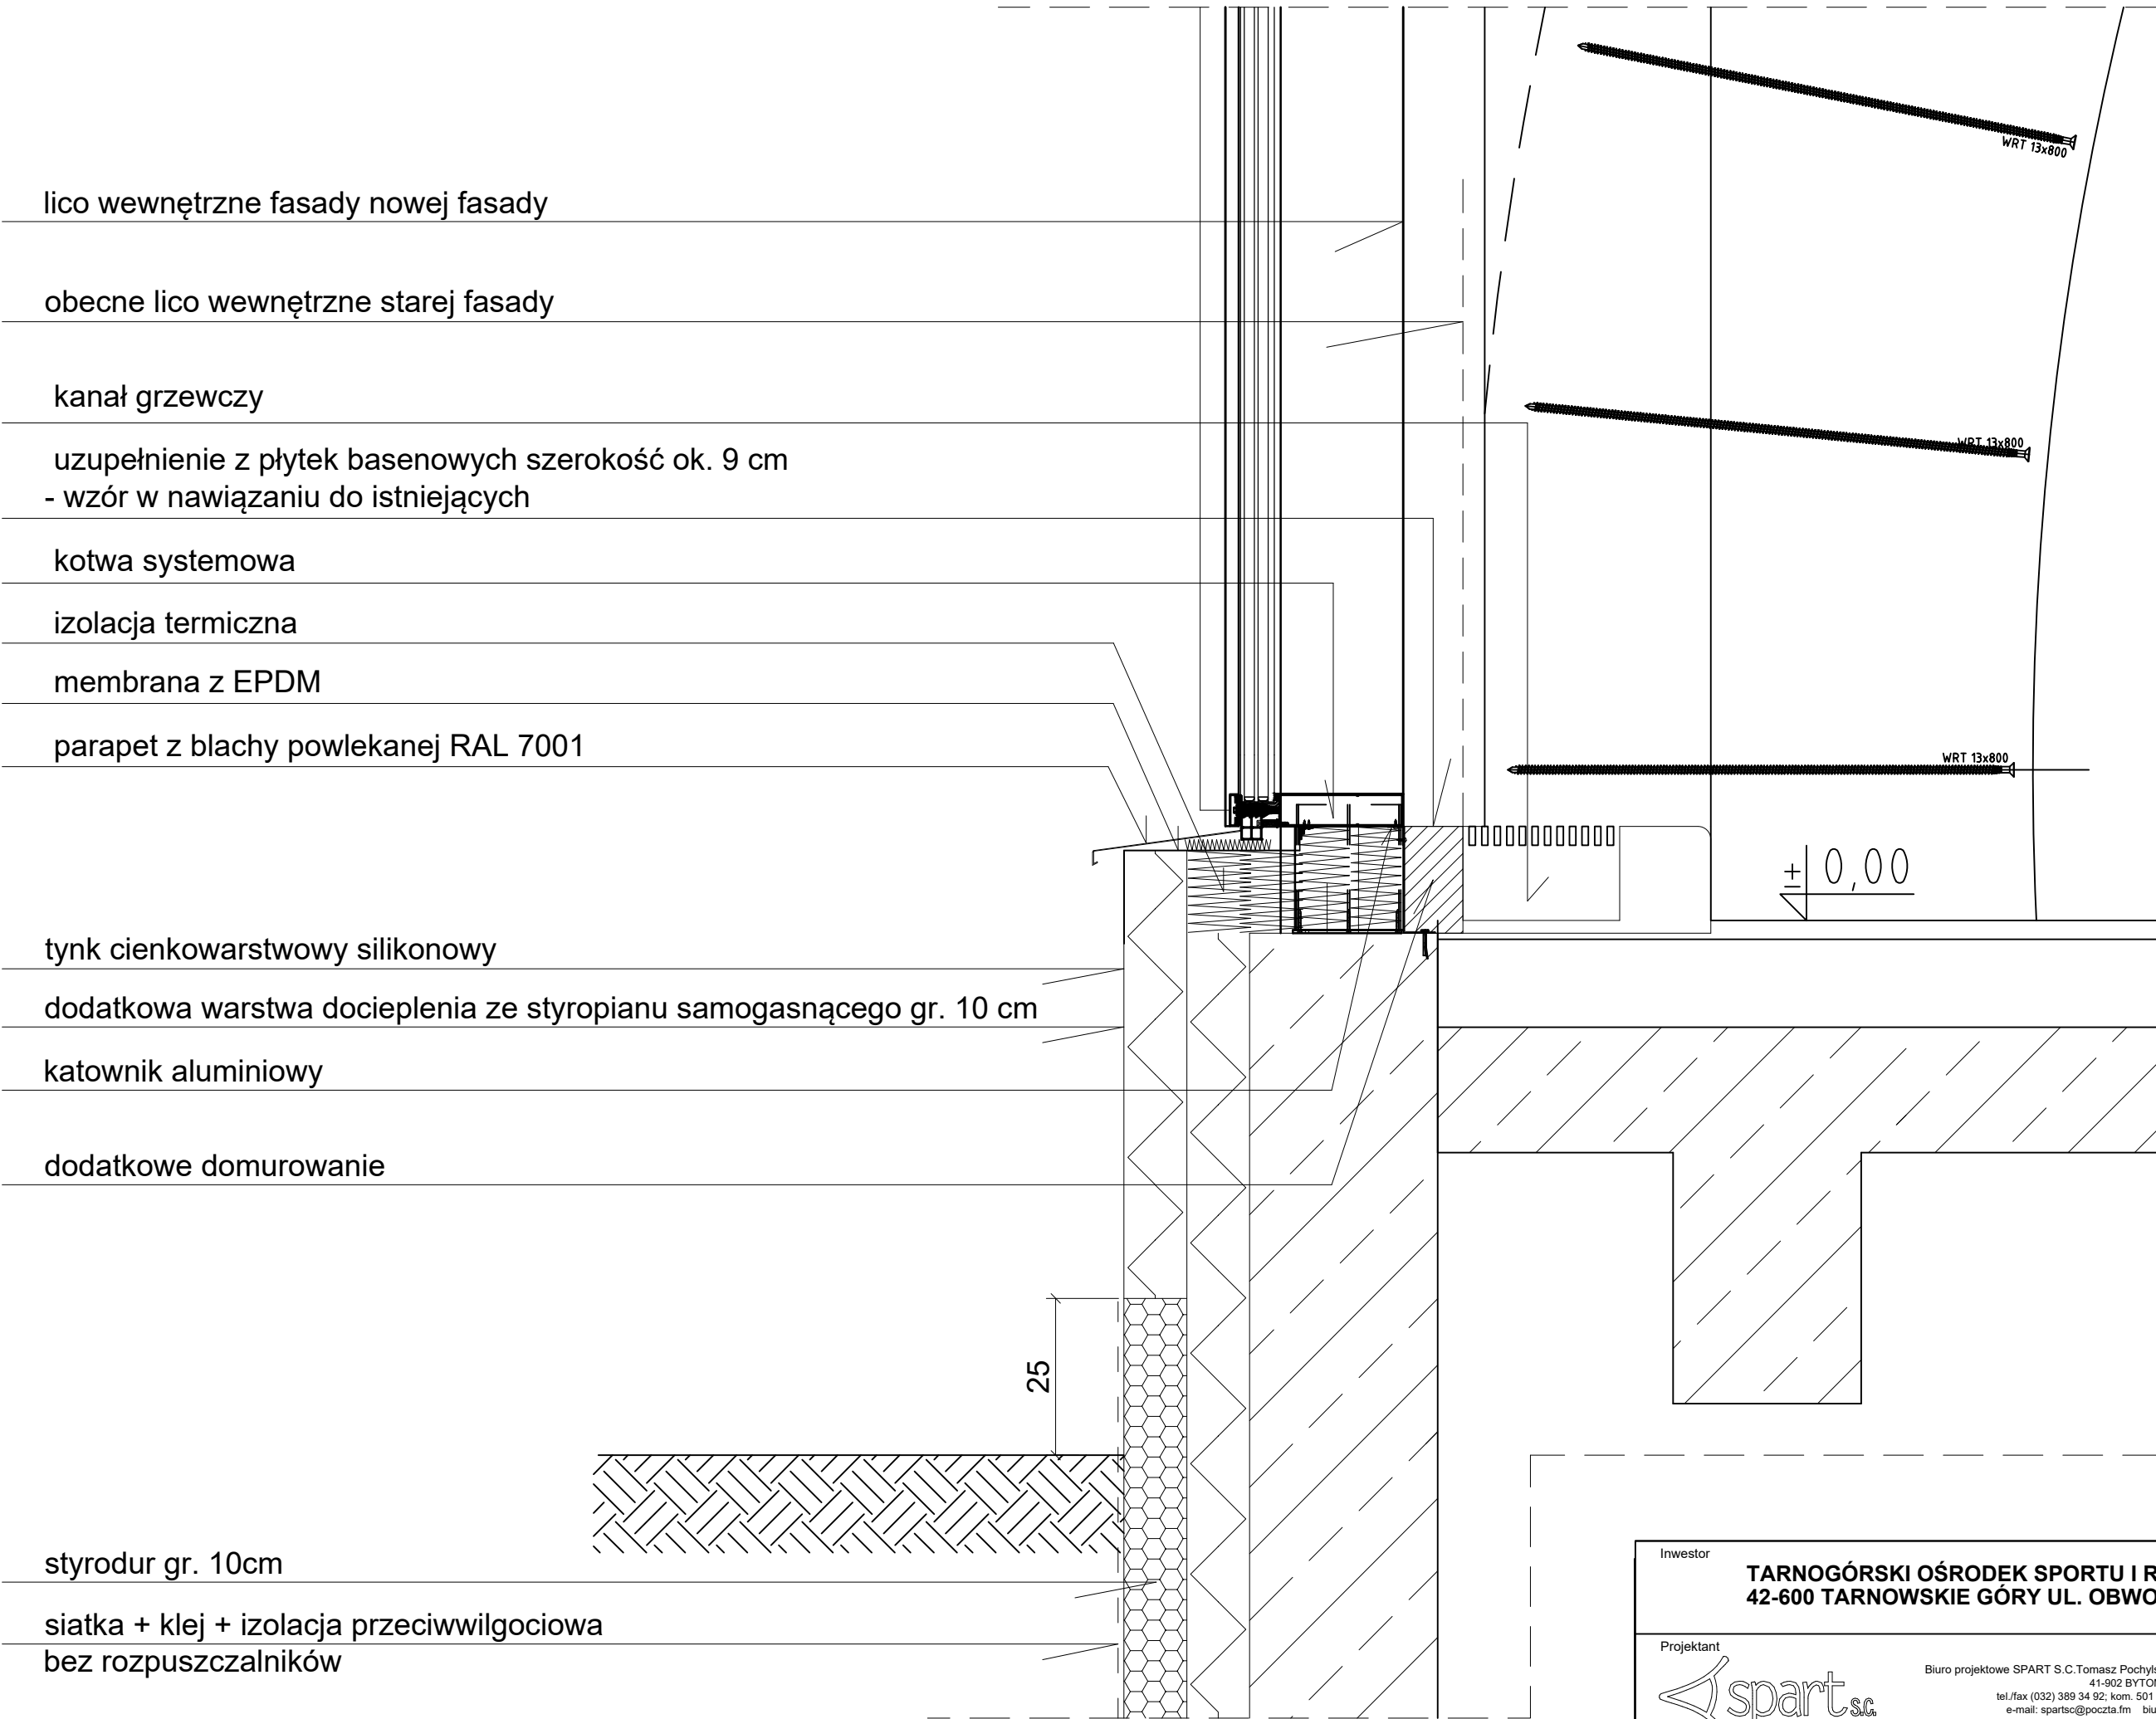 WRT 13x800
lico wewnętrzne fasady nowej fasady
obecne lico wewnętrzne starej fasady
kanał grzewczy
WRT 13x800
uzupełnienie z płytek basenowych szerokość ok. 9 cm
- wzór w nawiązaniu do istniejących
kotwa systemowa
izolacja termiczna
membrana z EPDM
parapet z blachy powlekanej RAL 7001
WRT 13x800
± 0,00
tynk cienkowarstwowy silikonowy
dodatkowa warstwa docieplenia ze styropianu samogasnącego gr. 10 cm
katownik aluminiowy
dodatkowe domurowanie
25
styrodur gr. 10cm
siatka + klej + izolacja przeciwwilgociowa
bez rozpuszczalników
Inwestor
TARNOGÓRSKI OŚRODEK SPORTU I R
42-600 TARNOWSKIE GÓRY UL. OBWO
Projektant
spart s.c.
Biuro projektowe SPART S.C.Tomasz Pochyls
41-902 BYTOM
tel./fax (032) 389 34 92; kom. 501
e-mail: spartsc@poczta.fm biu